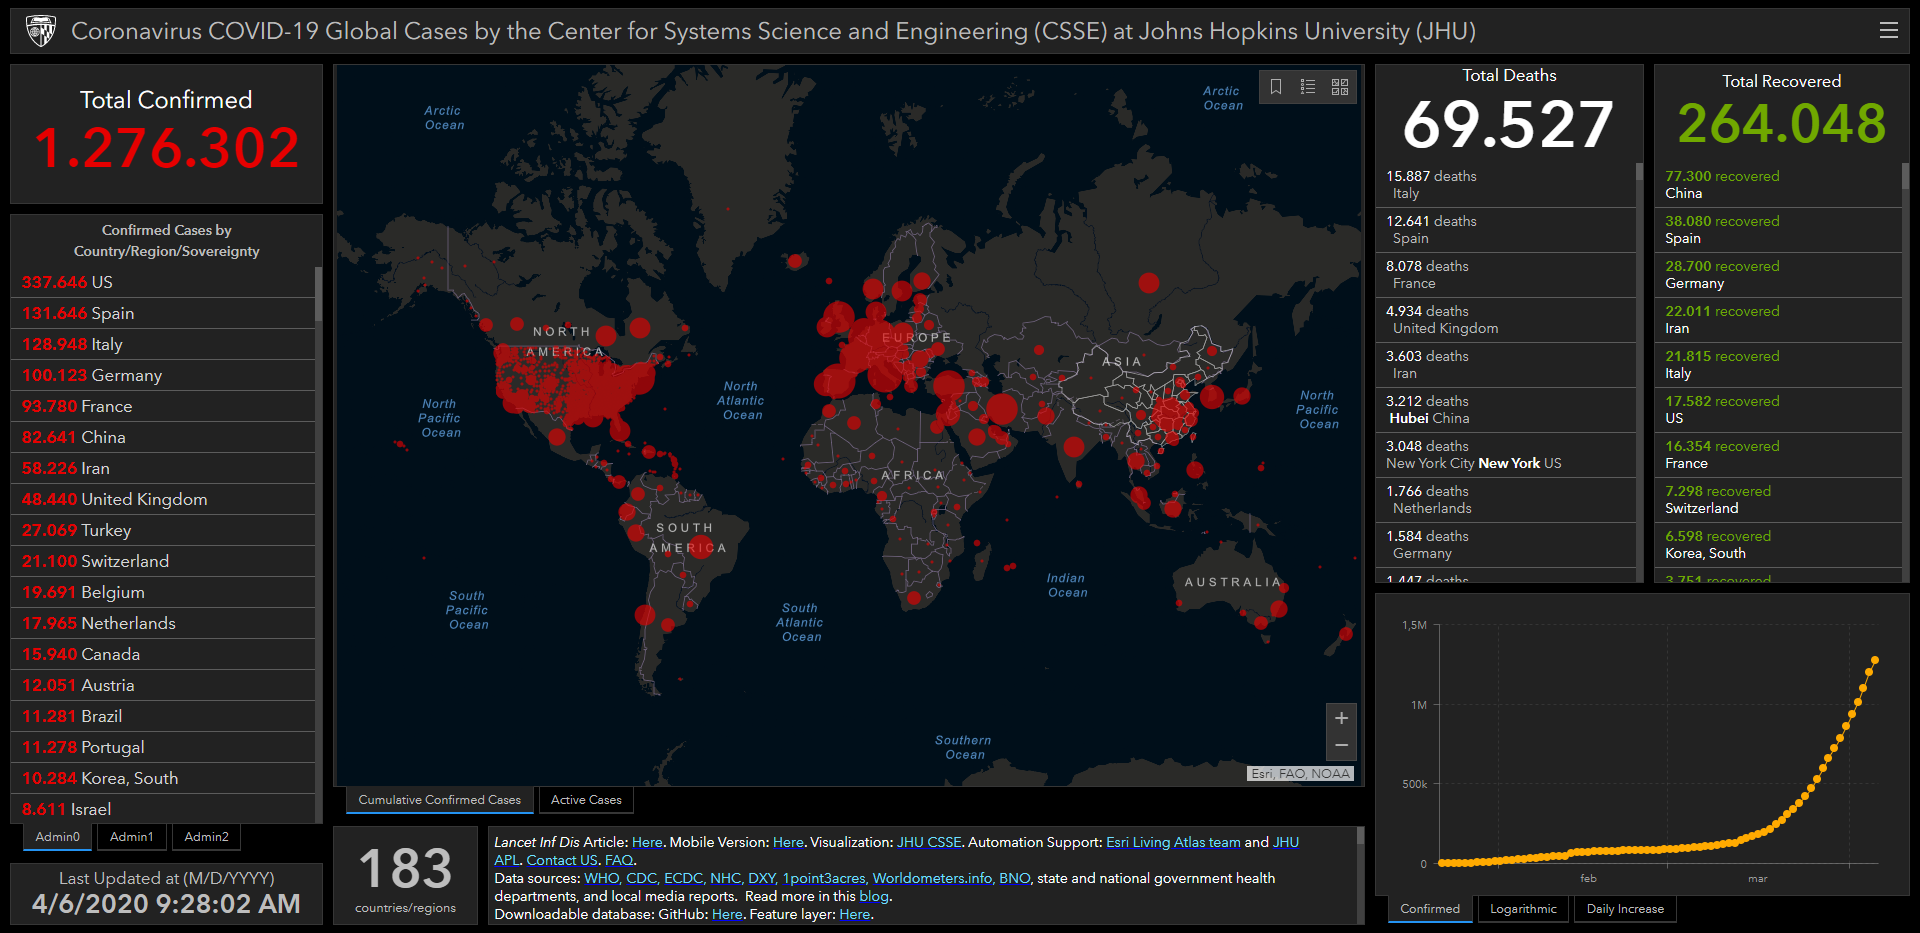 Coronavirus COVID-19 Global Cases by the Center for Systems Science and Engineering (CSSE) at Johns Hopkins University (JHU)
Total Confirmed
1.276.302
Confirmed Cases by
Country/Region/Sovereignty
337.646 US
131.646 Spain
128.948 Italy
100.123 Germany
93.780 France
82.641 China
58.226 Iran
48.440 United Kingdom
27.069 Turkey
21.100 Switzerland
19.691 Belgium
17.965 Netherlands
15.940 Canada
12.051 Austria
11.281 Brazil
11.278 Portugal
10.284 Korea, South
8.611 Israel
Admin0
Admin1
Admin2
Last Updated at (M/D/YYYY)
4/6/2020 9:28:02 AM
Arctic
Ocean
Arctic
Ocean
NORTH
AMERICA
EUROPE
ASIA
North
Pacific
Ocean
North
Atlantic
Ocean
North
Pacific
Ocean
AFRICA
SOUTH
AMERICA
AUSTRALIA
Indian
Ocean
South
Pacific
Ocean
South
Atlantic
Ocean
Southern
Ocean
+
−
Esri, FAO, NOAA
Cumulative Confirmed Cases
Active Cases
183
countries/regions
Lancet Inf Dis Article: Here. Mobile Version: Here. Visualization: JHU CSSE. Automation Support: Esri Living Atlas team and JHU
APL. Contact US. FAQ.
Data sources: WHO, CDC, ECDC, NHC, DXY, 1point3acres, Worldometers.info, BNO, state and national government health
departments, and local media reports. Read more in this blog.
Downloadable database: GitHub: Here. Feature layer: Here.
Total Deaths
69.527
15.887 deaths
Italy
12.641 deaths
Spain
8.078 deaths
France
4.934 deaths
United Kingdom
3.603 deaths
Iran
3.212 deaths
Hubei China
3.048 deaths
New York City New York US
1.766 deaths
Netherlands
1.584 deaths
Germany
1.447 deaths
Total Recovered
264.048
77.300 recovered
China
38.080 recovered
Spain
28.700 recovered
Germany
22.011 recovered
Iran
21.815 recovered
Italy
17.582 recovered
US
16.354 recovered
France
7.298 recovered
Switzerland
6.598 recovered
Korea, South
3.751 recovered
1,5M
1M
500k
0
feb
mar
Confirmed
Logarithmic
Daily Increase